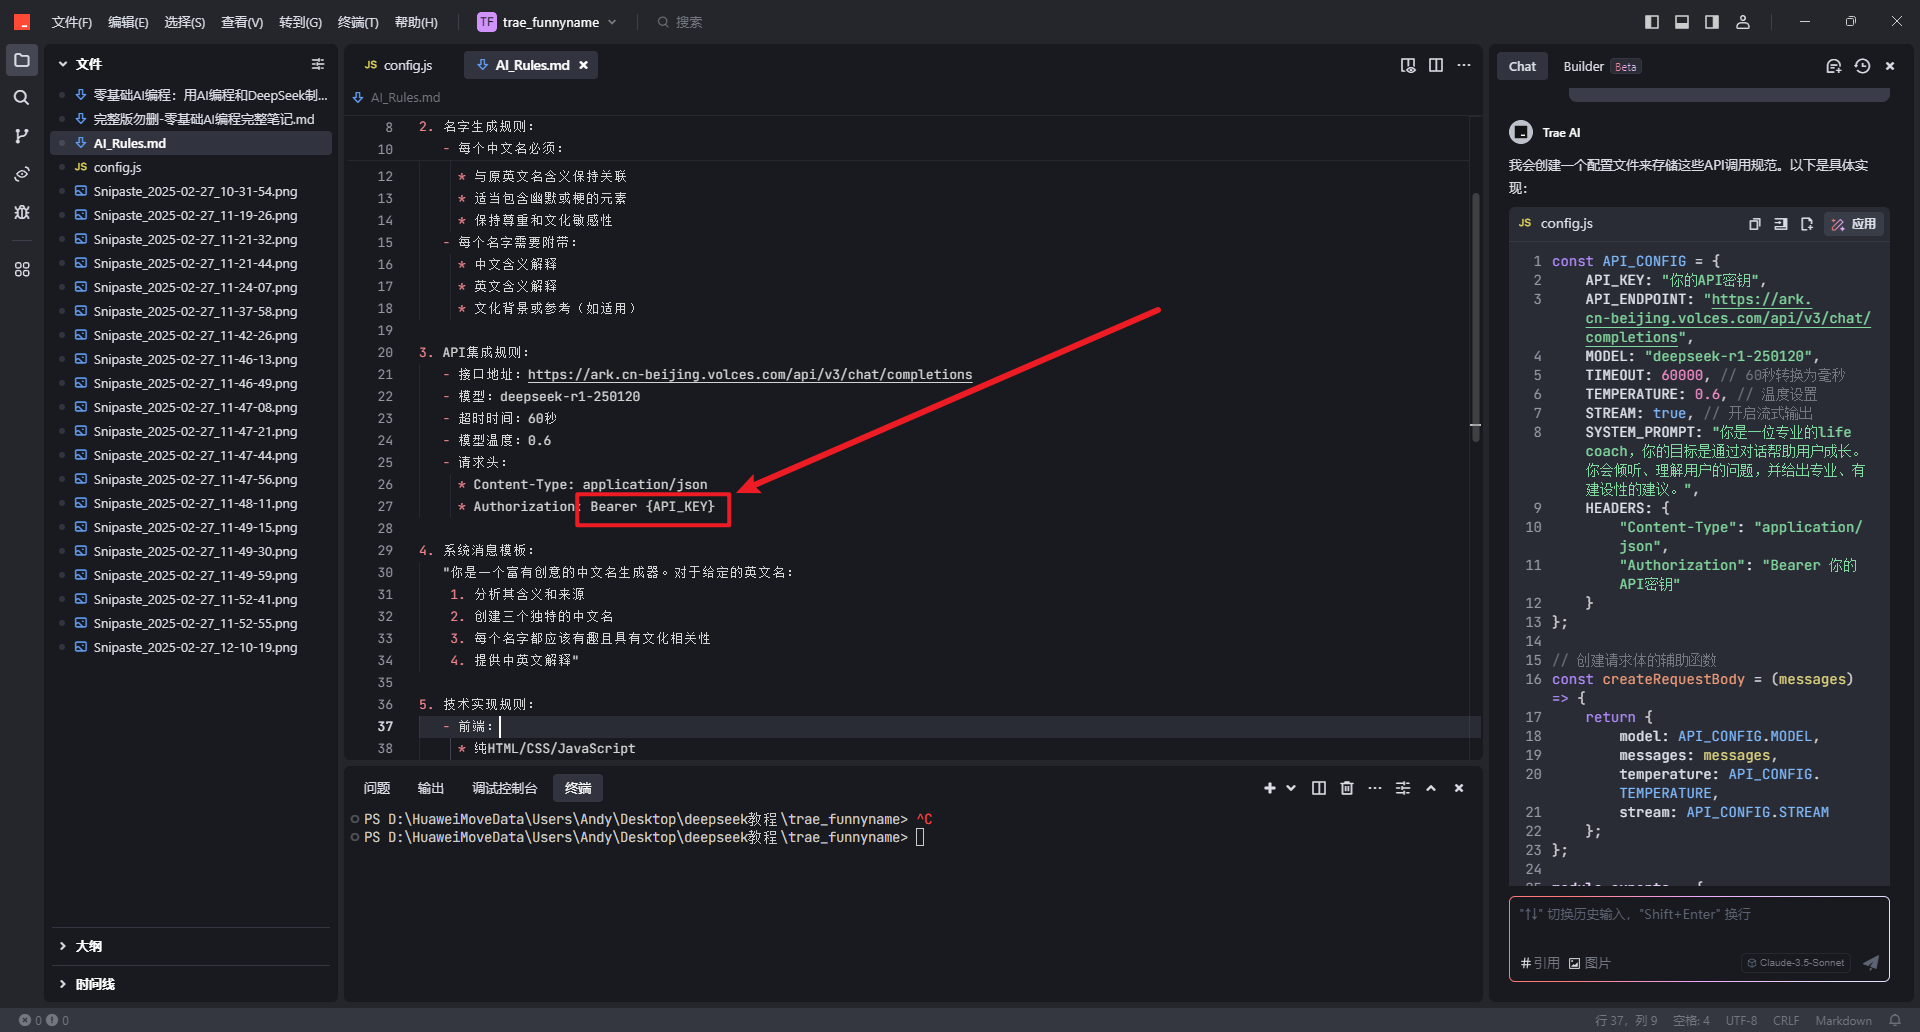 文件(F) 编辑(E) 选择(S) 查看(V) 转到(G) 终端(T) 帮助(H) TF trae_funnyname 搜索
文件
零基础AI编程：用AI编程和DeepSeek制...
完整版勿删-零基础AI编程完整笔记.md
AI_Rules.md
JS config.js
Snipaste_2025-02-27_10-31-54.png
Snipaste_2025-02-27_11-19-26.png
Snipaste_2025-02-27_11-21-32.png
Snipaste_2025-02-27_11-21-44.png
Snipaste_2025-02-27_11-24-07.png
Snipaste_2025-02-27_11-37-58.png
Snipaste_2025-02-27_11-42-26.png
Snipaste_2025-02-27_11-46-13.png
Snipaste_2025-02-27_11-46-49.png
Snipaste_2025-02-27_11-47-08.png
Snipaste_2025-02-27_11-47-21.png
Snipaste_2025-02-27_11-47-44.png
Snipaste_2025-02-27_11-47-56.png
Snipaste_2025-02-27_11-48-11.png
Snipaste_2025-02-27_11-49-15.png
Snipaste_2025-02-27_11-49-30.png
Snipaste_2025-02-27_11-49-59.png
Snipaste_2025-02-27_11-52-41.png
Snipaste_2025-02-27_11-52-55.png
Snipaste_2025-02-27_12-10-19.png
大纲
时间线
JS config.js AI_Rules.md
AI_Rules.md
8 2. 名字生成规则：
10 - 每个中文名必须：
12 * 与原英文名含义保持关联
13 * 适当包含幽默或梗的元素
14 * 保持尊重和文化敏感性
15 - 每个名字需要附带：
16 * 中文含义解释
17 * 英文含义解释
18 * 文化背景或参考（如适用）
19
20 3. API集成规则：
21 - 接口地址：https://ark.cn-beijing.volces.com/api/v3/chat/completions
22 - 模型：deepseek-r1-250120
23 - 超时时间：60秒
24 - 模型温度：0.6
25 - 请求头：
26 * Content-Type: application/json
27 * Authorization: Bearer {API_KEY}
28
29 4. 系统消息模板：
30 "你是一个富有创意的中文名生成器。对于给定的英文名：
31 1. 分析其含义和来源
32 2. 创建三个独特的中文名
33 3. 每个名字都应该有趣且具有文化相关性
34 4. 提供中英文解释"
35
36 5. 技术实现规则：
37 - 前端：
38 * 纯HTML/CSS/JavaScript
问题 输出 调试控制台 终端
PS D:\HuaweiMoveData\Users\Andy\Desktop\deepseek教程\trae_funnyname> ^C
PS D:\HuaweiMoveData\Users\Andy\Desktop\deepseek教程\trae_funnyname>
Chat Builder Beta
Trae AI
我会创建一个配置文件来存储这些API调用规范。以下是具体实
现：
JS config.js 应用
1 const API_CONFIG = {
2 API_KEY: "你的API密钥",
3 API_ENDPOINT: "https://ark.
cn-beijing.volces.com/api/v3/chat/
completions",
4 MODEL: "deepseek-r1-250120",
5 TIMEOUT: 60000, // 60秒转换为毫秒
6 TEMPERATURE: 0.6, // 温度设置
7 STREAM: true, // 开启流式输出
8 SYSTEM_PROMPT: "你是一位专业的life
coach，你的目标是通过对话帮助用户成长。
你会倾听、理解用户的问题，并给出专业、有
建设性的建议。",
9 HEADERS: {
10 "Content-Type": "application/
json",
11 "Authorization": "Bearer 你的
API密钥"
12 }
13 };
14
15 // 创建请求体的辅助函数
16 const createRequestBody = (messages)
=> {
17 return {
18 model: API_CONFIG.MODEL,
19 messages: messages,
20 temperature: API_CONFIG.
TEMPERATURE,
21 stream: API_CONFIG.STREAM
22 };
23 };
24
"↑↓" 切换历史输入，"Shift+Enter" 换行
# 引用 图片 Claude-3.5-Sonnet
0 0 行 37，列 9 空格: 4 UTF-8 CRLF Markdown